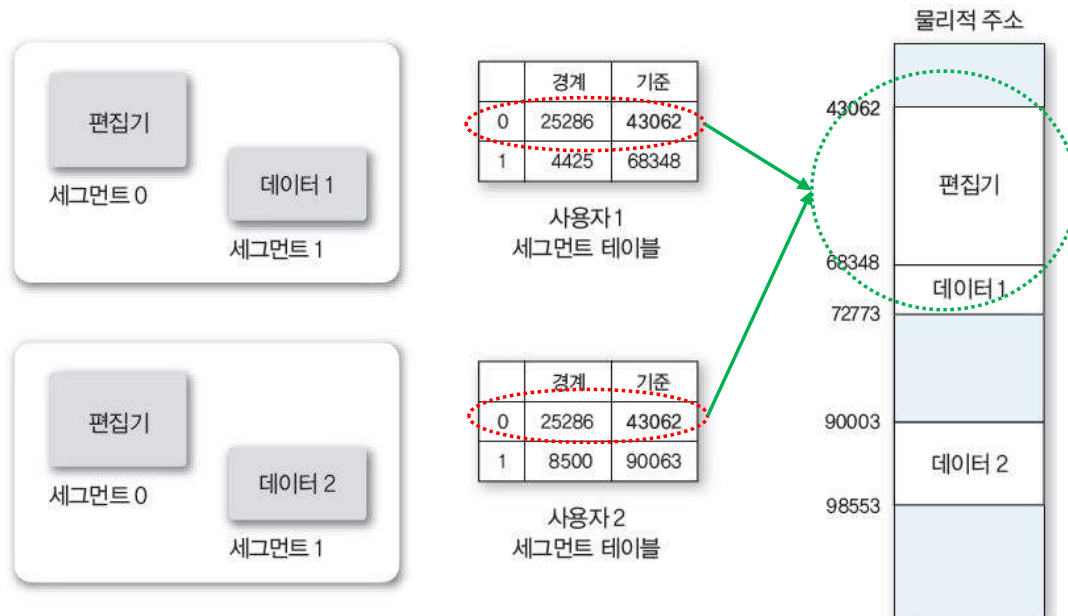 물리적 주소
편집기
세그먼트 0
데이터 1
세그먼트 1
경계 기준
0 25286 43062
1 4425 68348
사용자 1
세그먼트 테이블
43062
편집기
68348
데이터 1
72773
90003
데이터 2
98553
편집기
세그먼트 0
데이터 2
세그먼트 1
경계 기준
0 25286 43062
1 8500 90063
사용자 2
세그먼트 테이블